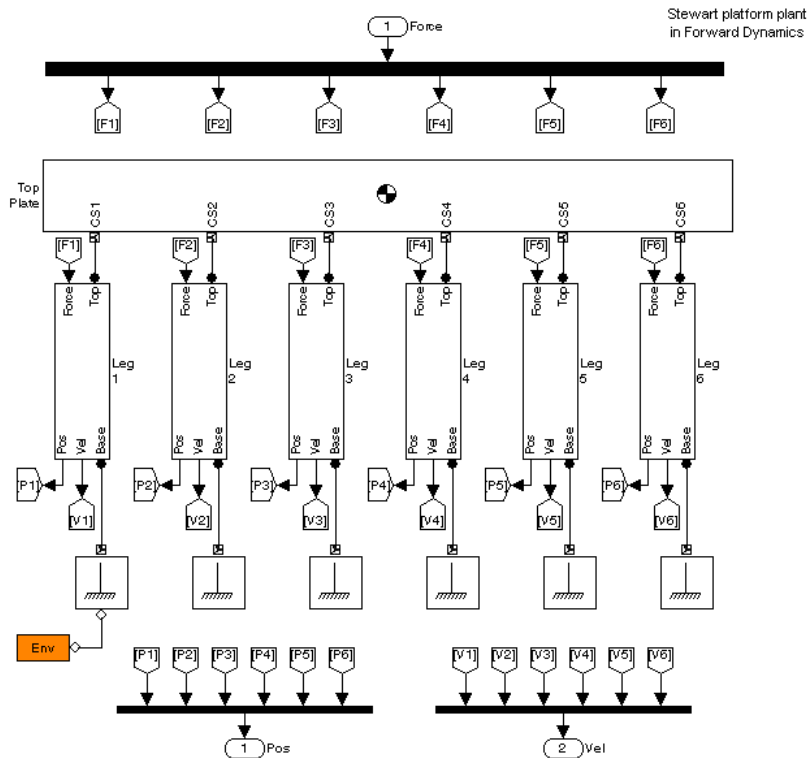 Stewart platform plant
in Forward Dynamics
1 Force
[F1] [F2] [F3] [F4] [F5] [F6]
Top
Plate
CS1 CS2 CS3 CS4 CS5 CS6
[F1] [F2] [F3] [F4] [F5] [F6]
Force Top Force Top Force Top Force Top Force Top Force Top
Leg Leg Leg Leg Leg Leg
1 2 3 4 5 6
Pos Vel Base Pos Vel Base Pos Vel Base Pos Vel Base Pos Vel Base Pos Vel Base
[P1] [P2] [P3] [P4] [P5] [P6]
[V1] [V2] [V3] [V4] [V5] [V6]
Env
[P1] [P2] [P3] [P4] [P5] [P6] [V1] [V2] [V3] [V4] [V5] [V6]
1 Pos 2 Vel